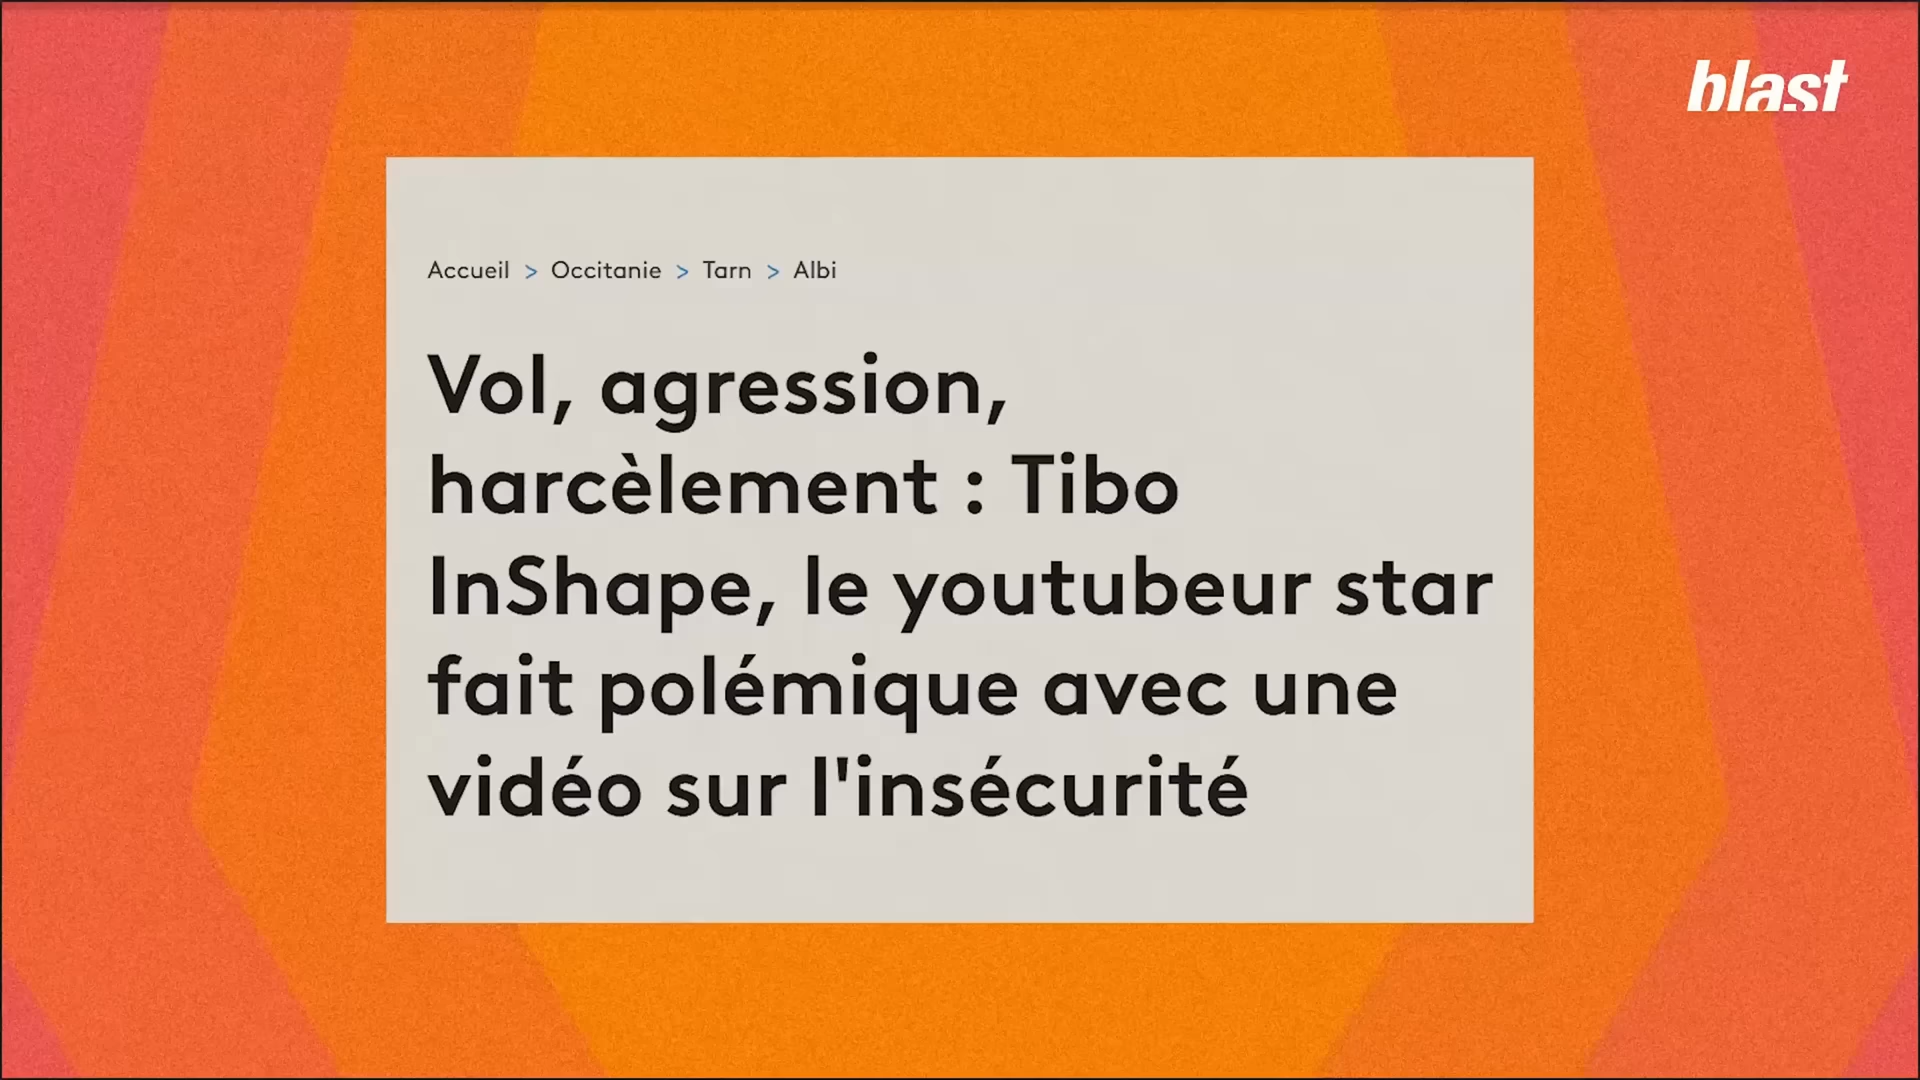 blast
Accueil > Occitanie > Tarn > Albi
Vol, agression,
harcèlement : Tibo
InShape, le youtubeur star
fait polémique avec une
vidéo sur l'insécurité